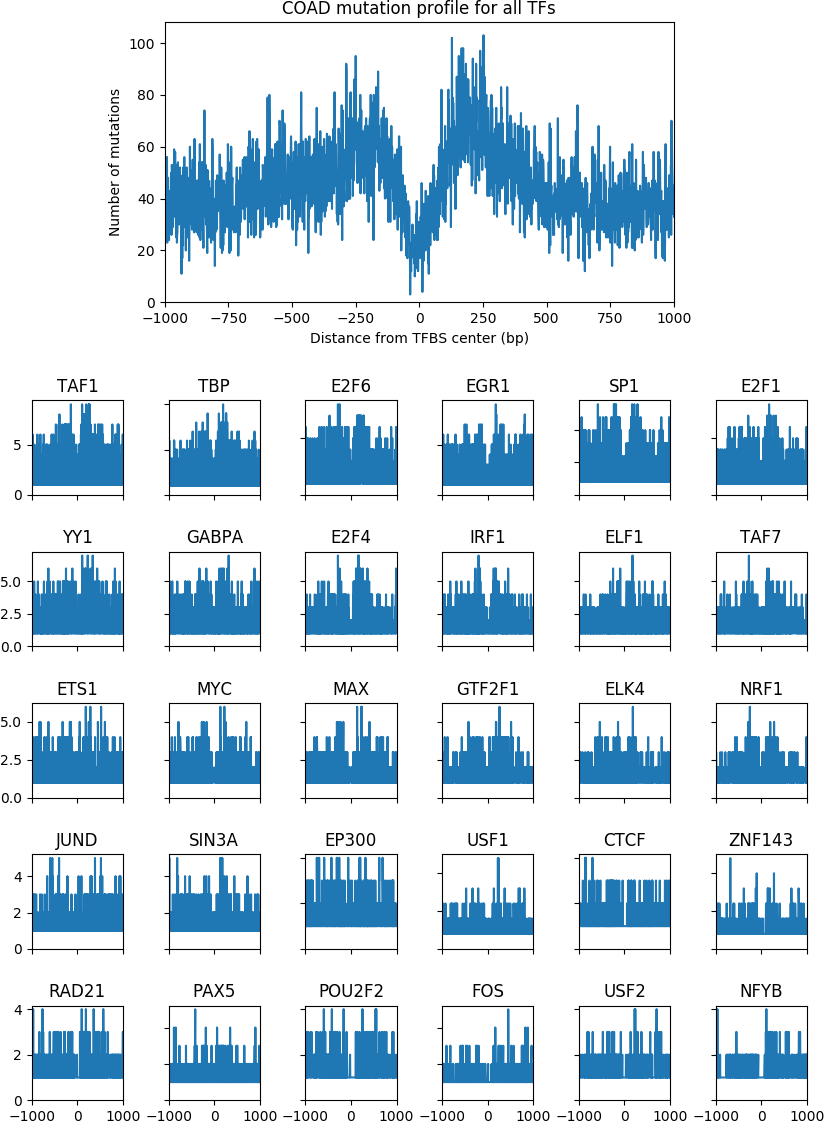 COAD mutation profile for all TFs
100
80
60
40
20
0
Number of mutations
−1000 −750 −500 −250 0 250 500 750 1000
Distance from TFBS center (bp)
TAF1 TBP E2F6 EGR1 SP1 E2F1
5
0
YY1 GABPA E2F4 IRF1 ELF1 TAF7
5.0
2.5
0.0
ETS1 MYC MAX GTF2F1 ELK4 NRF1
5.0
2.5
0.0
JUND SIN3A EP300 USF1 CTCF ZNF143
4
2
0
RAD21 PAX5 POU2F2 FOS USF2 NFYB
4
2
0
−1000 0 1000 −1000 0 1000 −1000 0 1000 −1000 0 1000 −1000 0 1000 −1000 0 1000